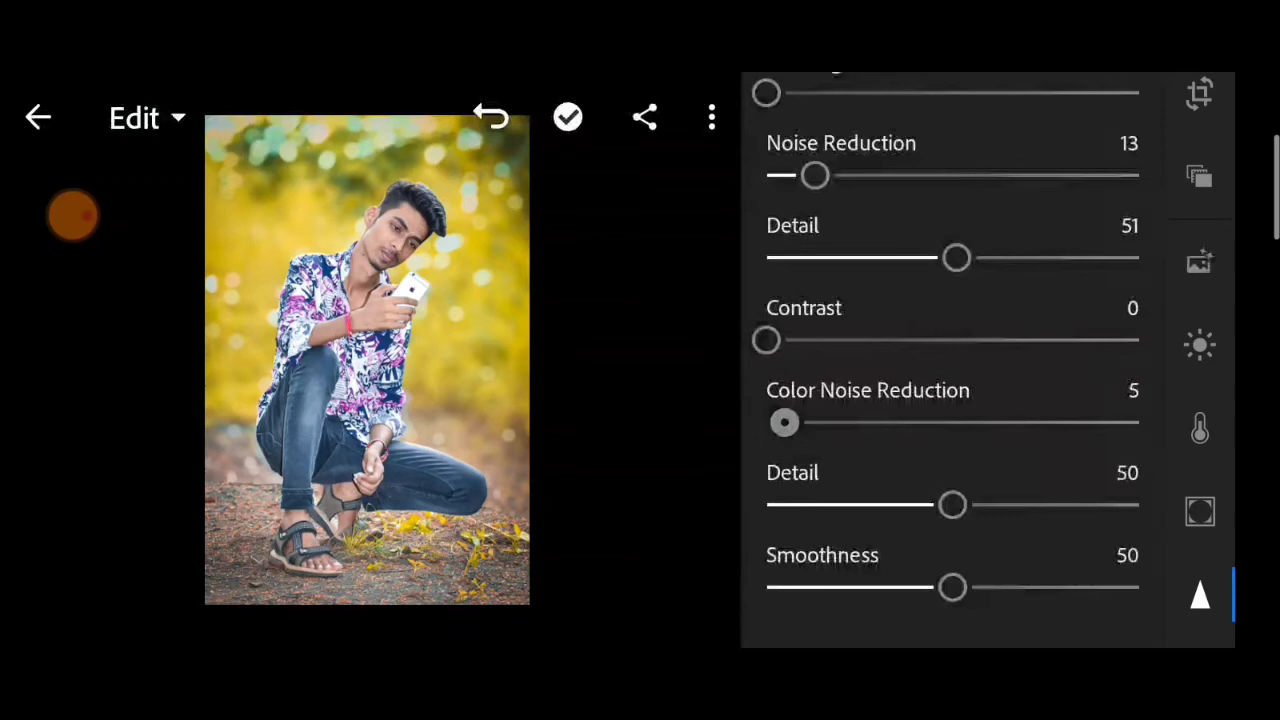 Edit
Noise Reduction 13
Detail 51
Contrast 0
Color Noise Reduction 5
Detail 50
Smoothness 50